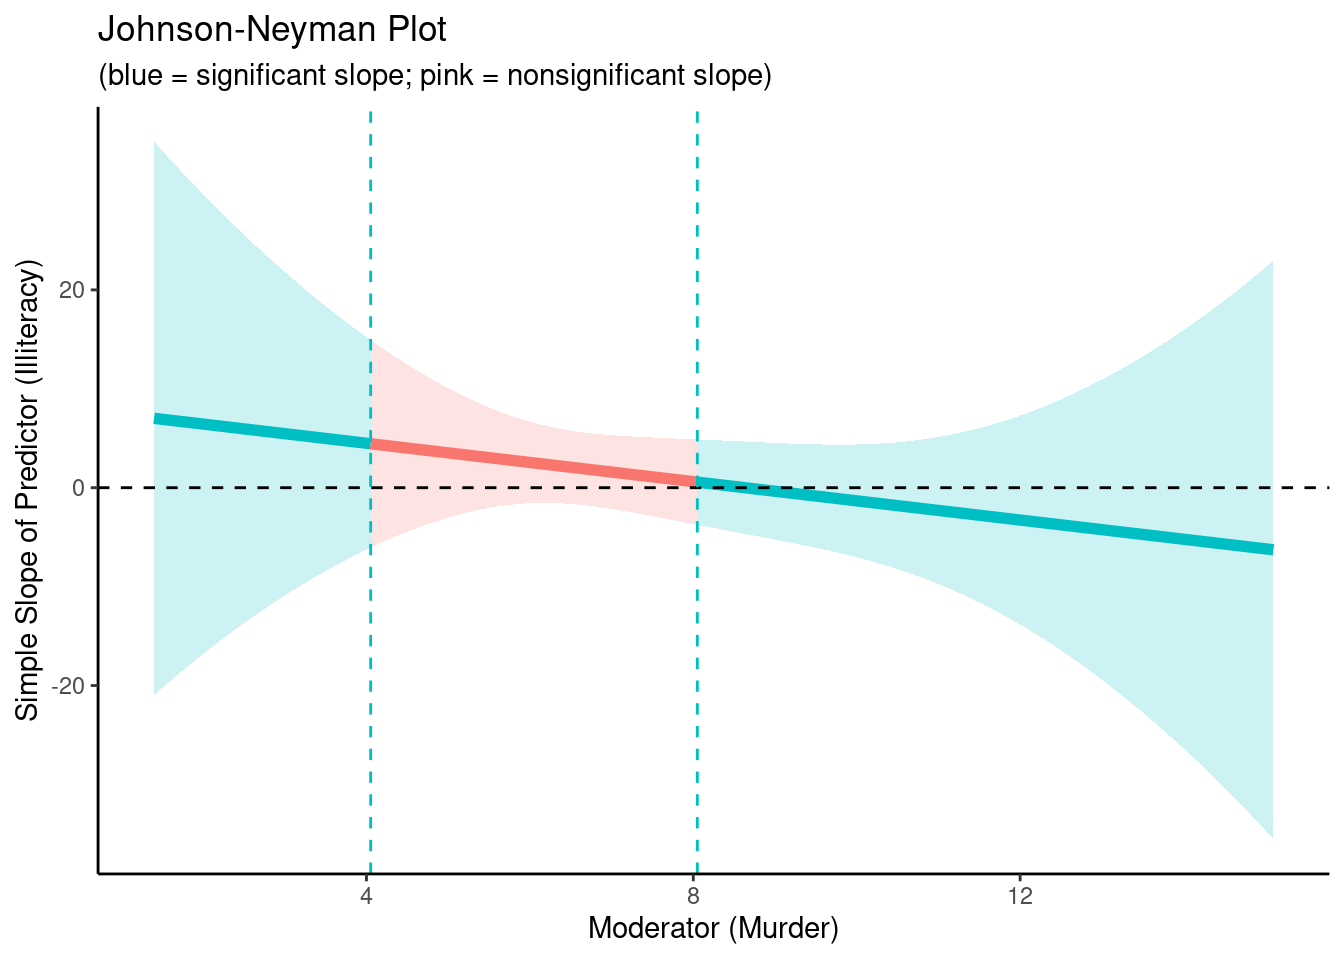 Johnson-Neyman Plot
(blue = significant slope; pink = nonsignificant slope)
Simple Slope of Predictor (Illiteracy)
20
0
-20
4
8
12
Moderator (Murder)